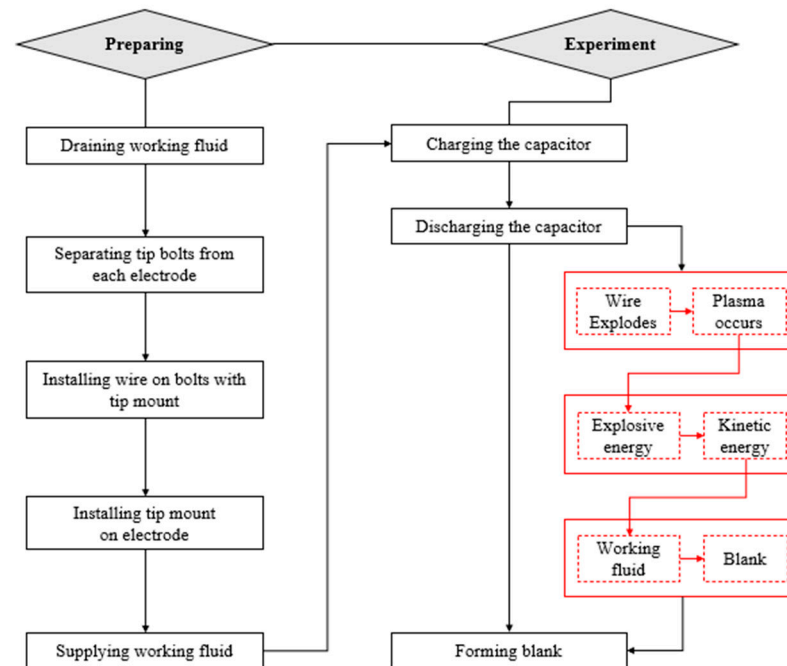 Preparing
Experiment
Draining working fluid
Separating tip bolts from
each electrode
Installing wire on bolts with
tip mount
Installing tip mount
on electrode
Supplying working fluid
Charging the capacitor
Discharging the capacitor
Wire
Explodes
Plasma
occurs
Explosive
energy
Kinetic
energy
Working
fluid
Blank
Forming blank